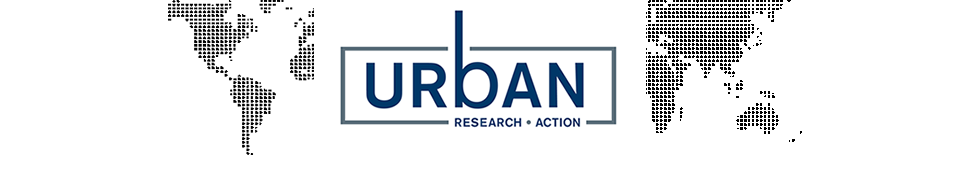 URbAN
RESEARCH • ACTION